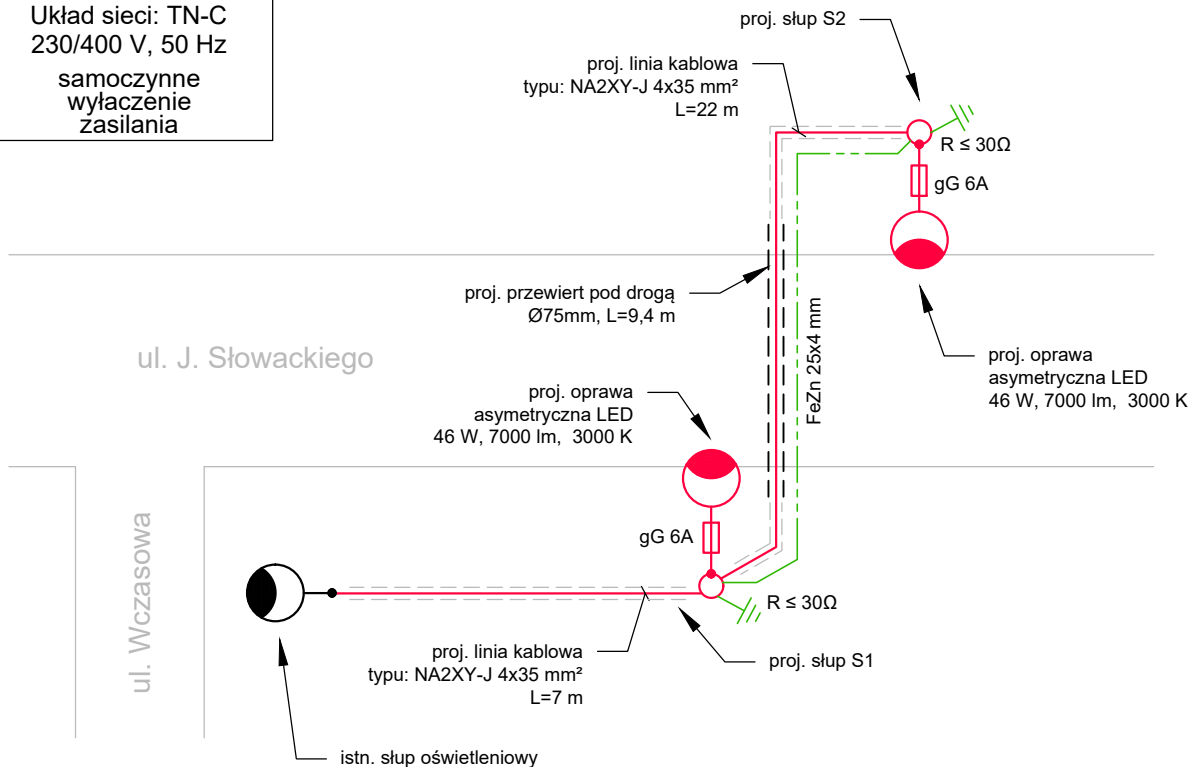 Układ sieci: TN-C
230/400 V, 50 Hz
samoczynne
wyłaczenie
zasilania
proj. słup S2
proj. linia kablowa
typu: NA2XY-J 4x35 mm²
L=22 m
R ≤ 30Ω
gG 6A
proj. przewiert pod drogą
Ø75mm, L=9,4 m
ul. J. Słowackiego
FeZn 25x4 mm
proj. oprawa
asymetryczna LED
46 W, 7000 lm, 3000 K
proj. oprawa
asymetryczna LED
46 W, 7000 lm, 3000 K
gG 6A
ul. Wczasowa
R ≤ 30Ω
proj. linia kablowa
typu: NA2XY-J 4x35 mm²
L=7 m
proj. słup S1
istn. słup oświetleniowy